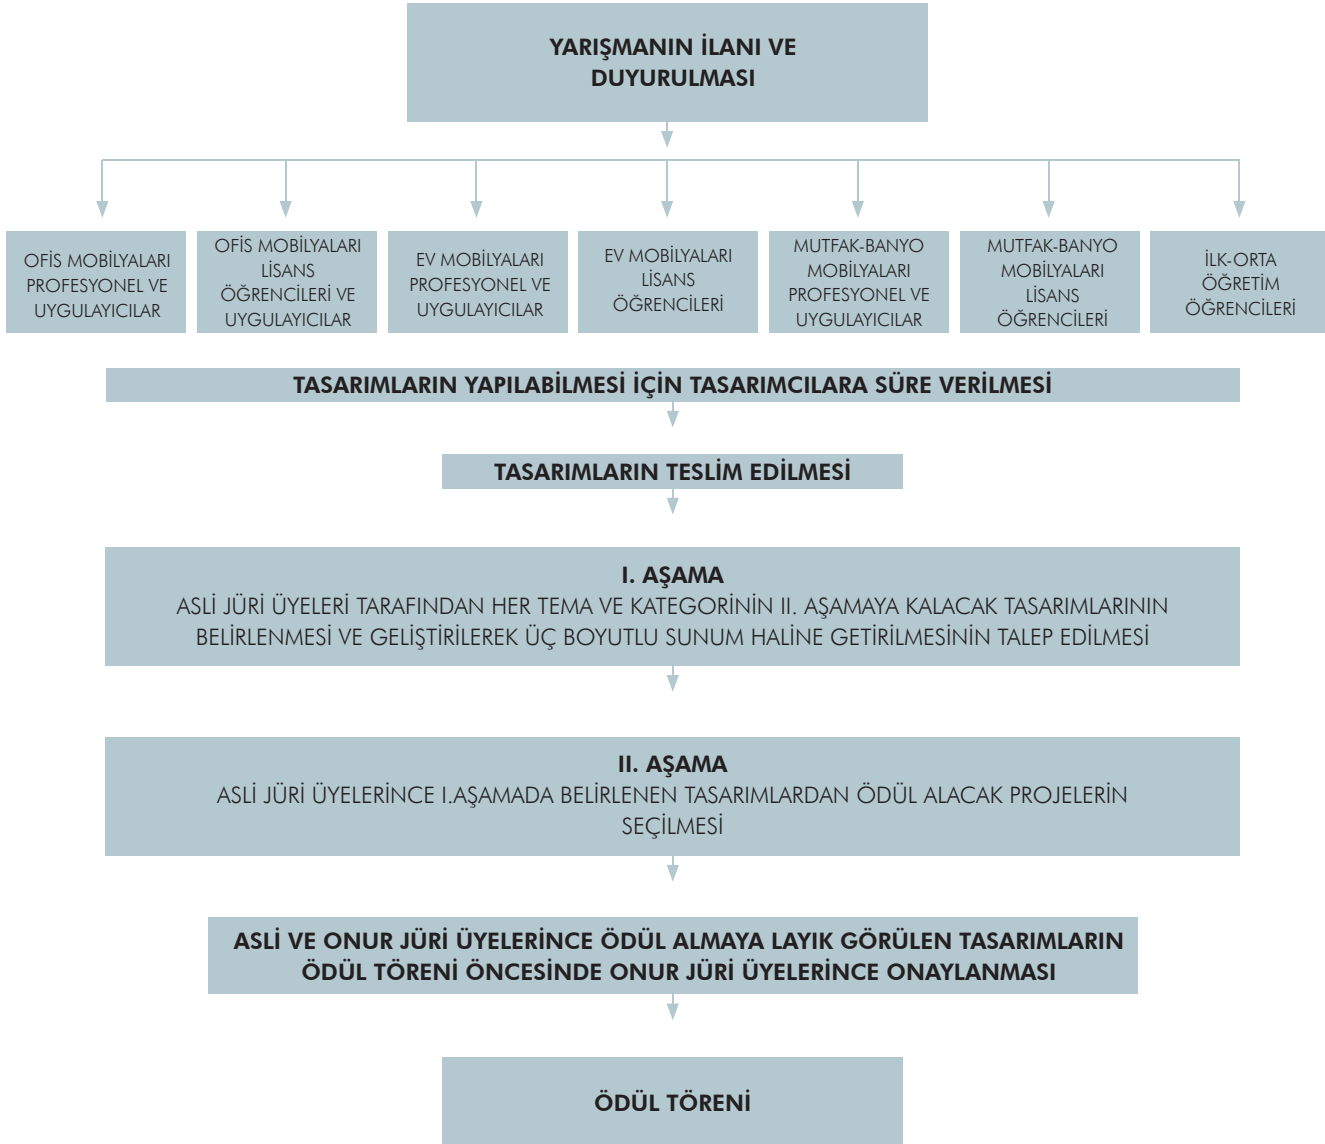 YARIŞMANIN İLANI VE
DUYURULMASI
OFİS MOBİLYALARI
PROFESYONEL VE
UYGULAYICILAR
OFİS MOBİLYALARI
LİSANS
ÖĞRENCİLERİ VE
UYGULAYICILAR
EV MOBİLYALARI
PROFESYONEL VE
UYGULAYICILAR
EV MOBİLYALARI
LİSANS
ÖĞRENCİLERİ
MUTFAK-BANYO
MOBİLYALARI
PROFESYONEL VE
UYGULAYICILAR
MUTFAK-BANYO
MOBİLYALARI
LİSANS
ÖĞRENCİLERİ
İLK-ORTA
ÖĞRETİM
ÖĞRENCİLERİ
TASARIMLARIN YAPILABİLMESİ İÇİN TASARIMCILARA SÜRE VERİLMESİ
TASARIMLARIN TESLİM EDİLMESİ
I. AŞAMA
ASLİ JÜRİ ÜYELERİ TARAFINDAN HER TEMA VE KATEGORİNİN II. AŞAMAYA KALACAK TASARIMLARININ
BELİRLENMESİ VE GELİŞTİRİLEREK ÜÇ BOYUTLU SUNUM HALİNE GETİRİLMESİNİN TALEP EDİLMESİ
II. AŞAMA
ASLİ JÜRİ ÜYELERİNCE I.AŞAMADA BELİRLENEN TASARIMLARDAN ÖDÜL ALACAK PROJELERİN
SEÇİLMESİ
ASLİ VE ONUR JÜRİ ÜYELERİNCE ÖDÜL ALMAYA LAYIK GÖRÜLEN TASARIMLARIN
ÖDÜL TÖRENİ ÖNCESİNDE ONUR JÜRİ ÜYELERİNCE ONAYLANMASI
ÖDÜL TÖRENİ